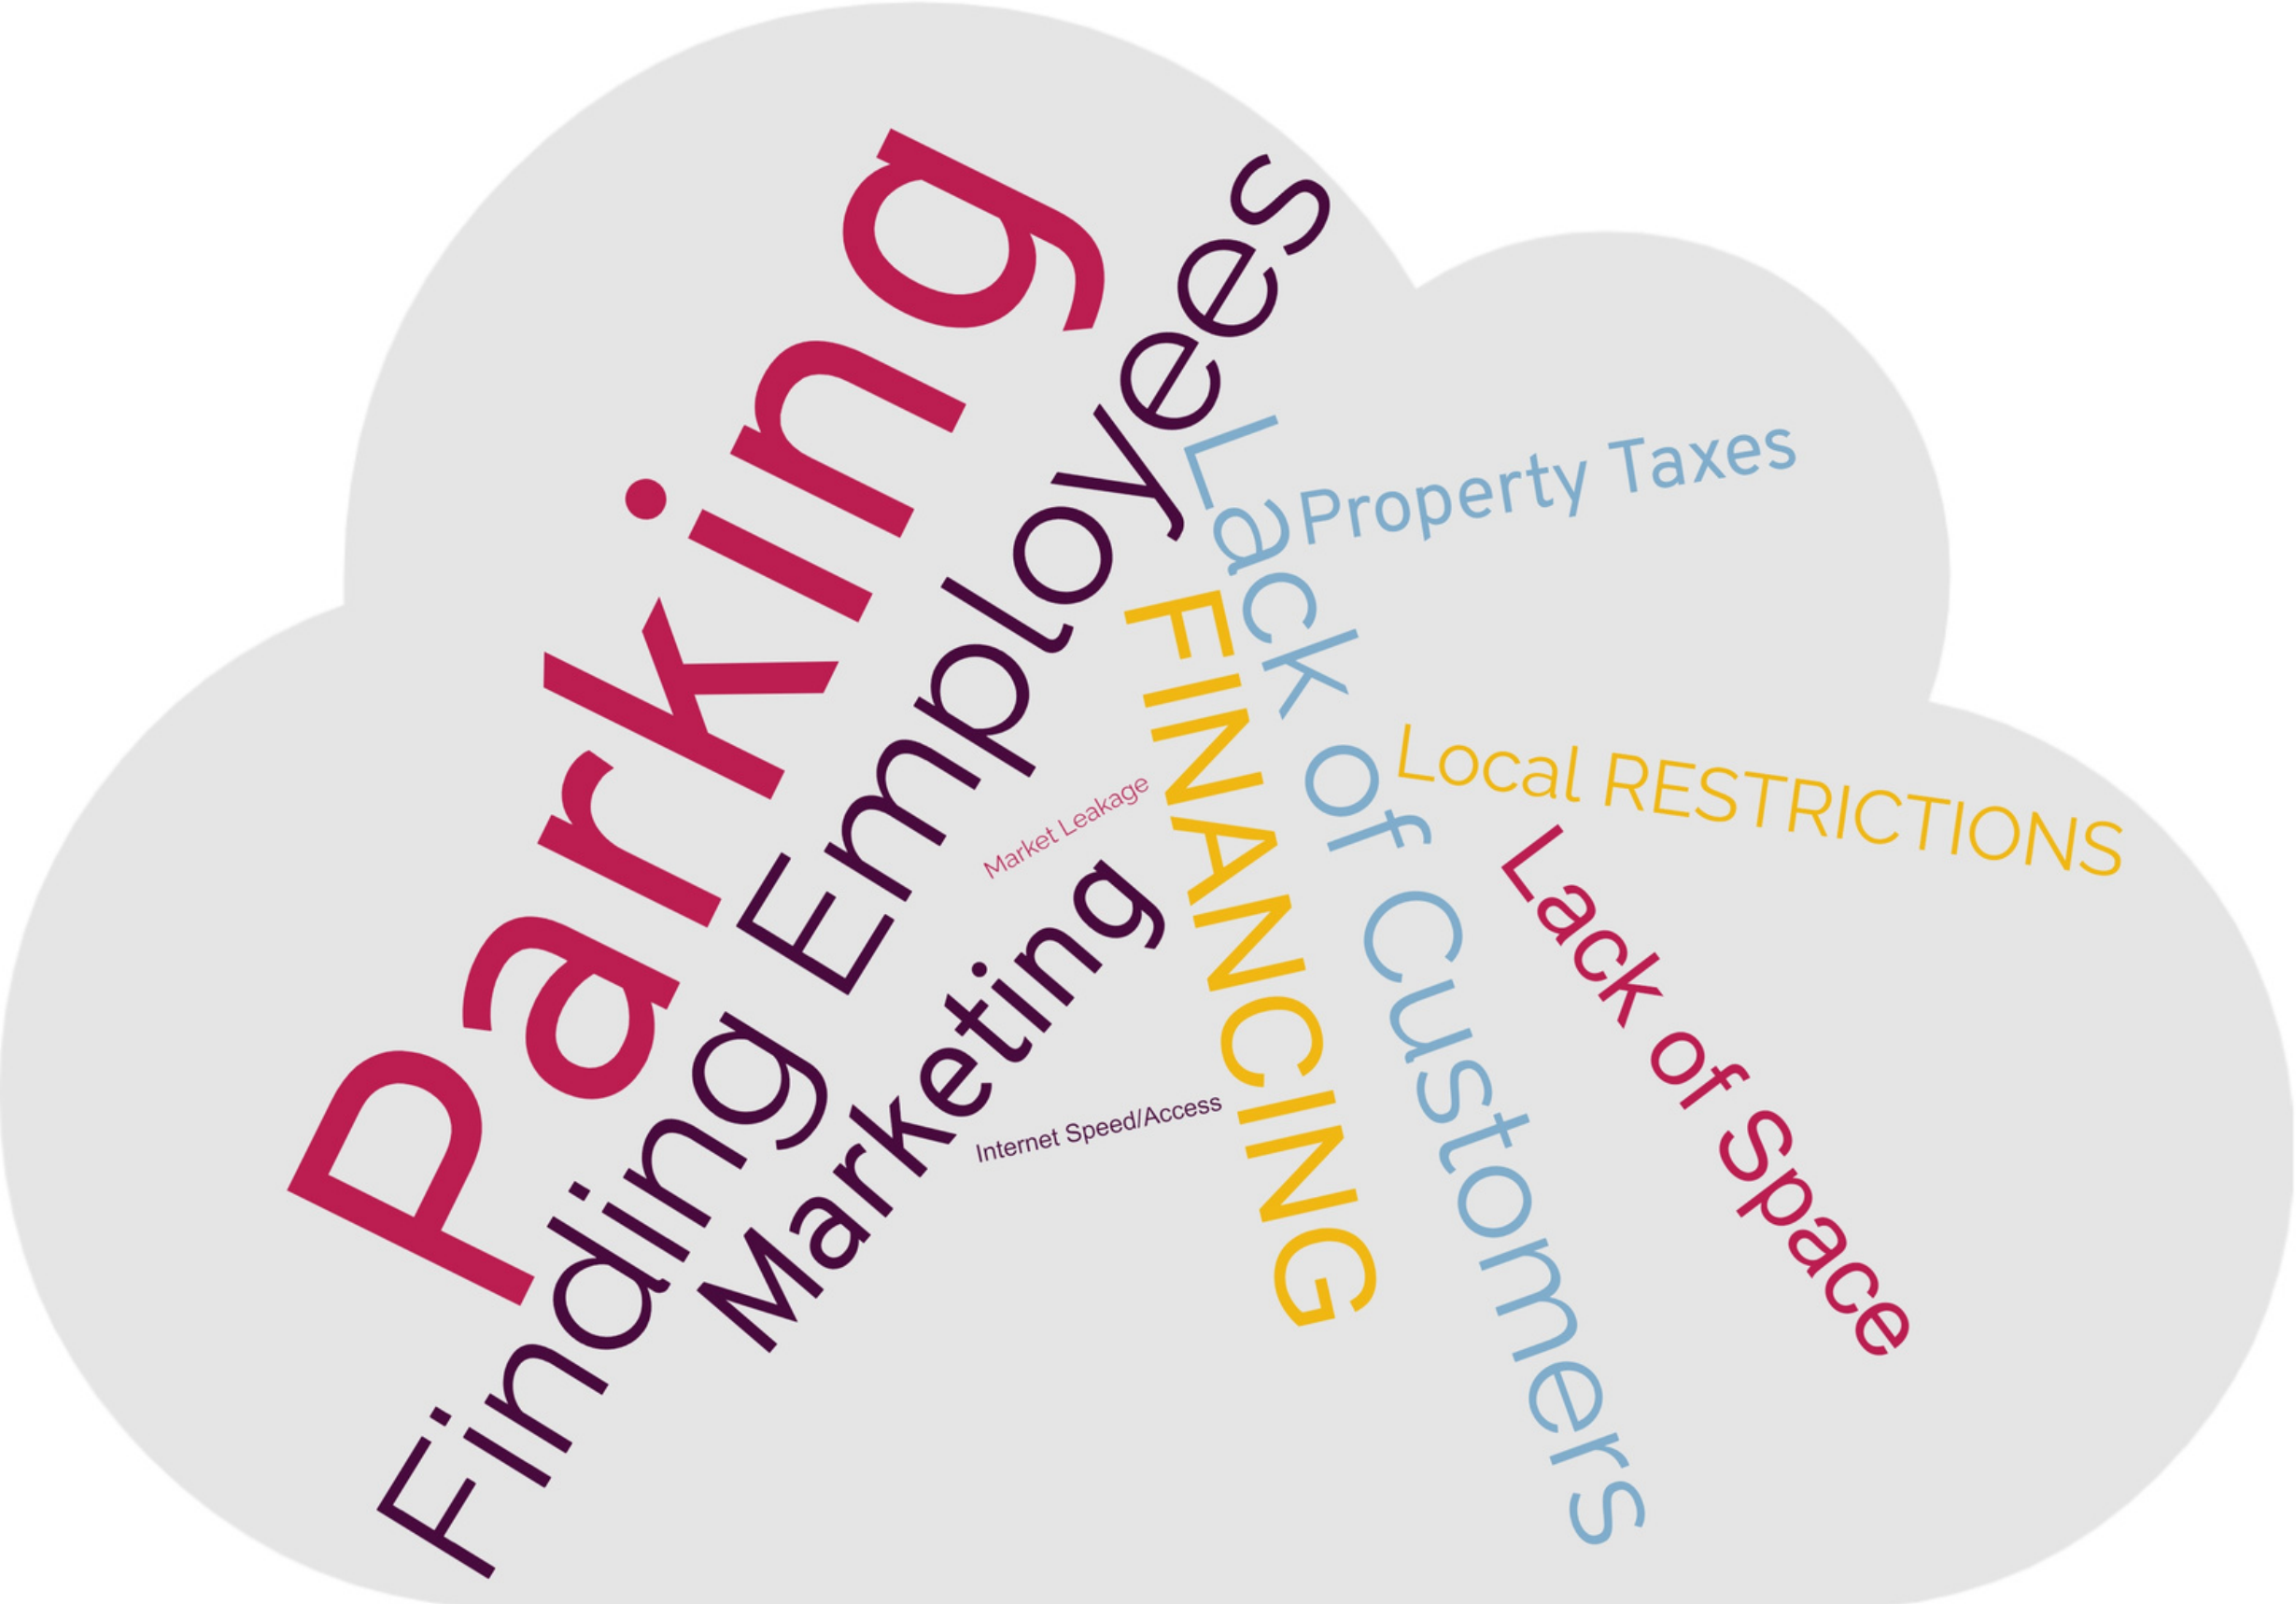 Parking
Finding Employees
Marketing
Market Leakage
Internet Speed/Access
FINANCING
Lack of Customers
Property Taxes
Local RESTRICTIONS
Lack of Space